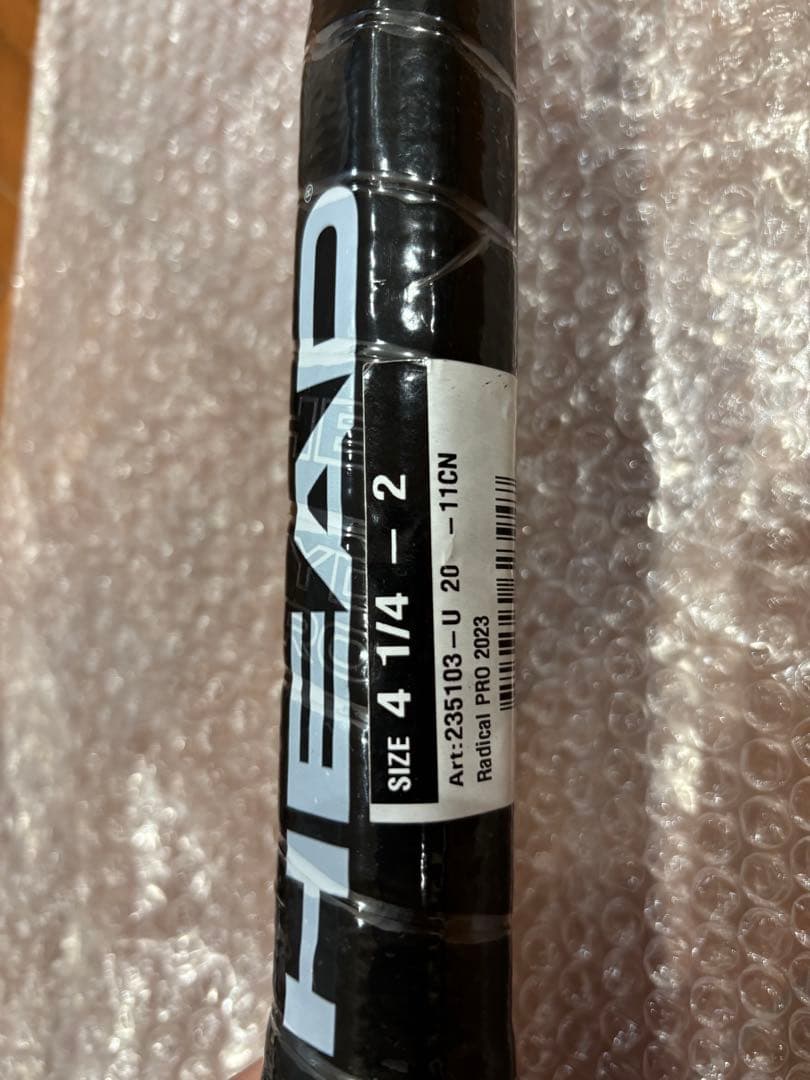 HEAD®
SIZE 4 1/4 - 2
Art:235103-U 20 -11CN
Radical PRO 2023